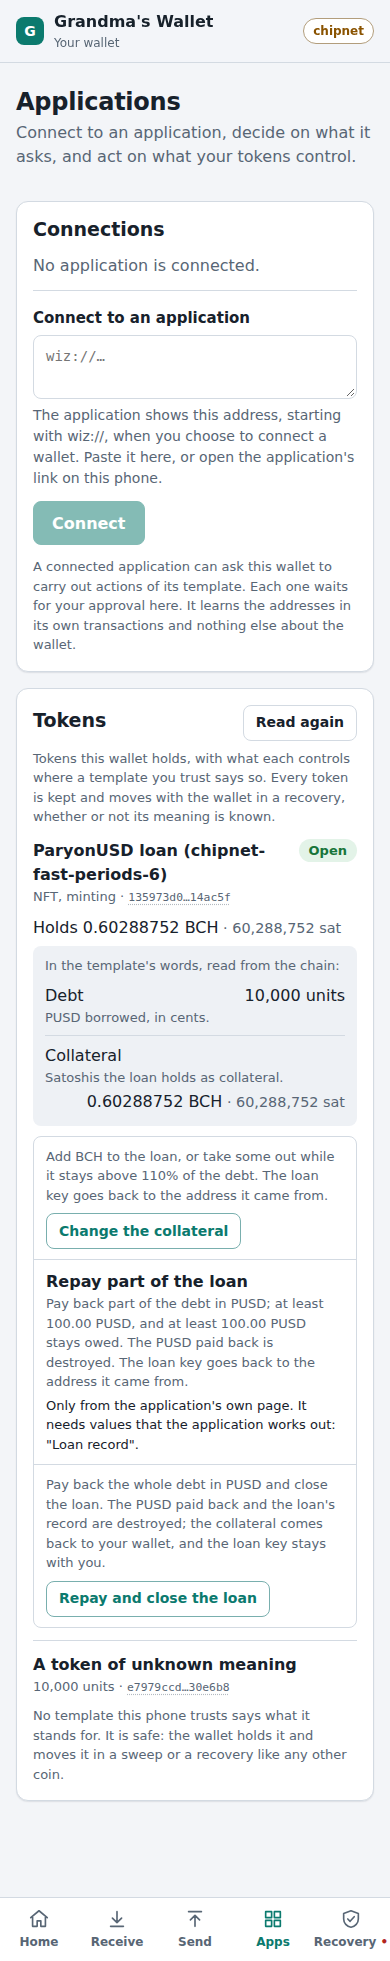 G
Grandma's Wallet
Your wallet
chipnet
Applications
Connect to an application, decide on what it
asks, and act on what your tokens control.
Connections
No application is connected.
Connect to an application
wiz://…
The application shows this address, starting
with wiz://, when you choose to connect a
wallet. Paste it here, or open the application's
link on this phone.
Connect
A connected application can ask this wallet to
carry out actions of its template. Each one waits
for your approval here. It learns the addresses in
its own transactions and nothing else about the
wallet.
Tokens
Read again
Tokens this wallet holds, with what each controls
where a template you trust says so. Every token
is kept and moves with the wallet in a recovery,
whether or not its meaning is known.
ParyonUSD loan (chipnet-
fast-periods-6)
Open
NFT, minting · 135973d0…14ac5f
Holds 0.60288752 BCH · 60,288,752 sat
In the template's words, read from the chain:
Debt 10,000 units
PUSD borrowed, in cents.
Collateral
Satoshis the loan holds as collateral.
0.60288752 BCH · 60,288,752 sat
Add BCH to the loan, or take some out while
it stays above 110% of the debt. The loan
key goes back to the address it came from.
Change the collateral
Repay part of the loan
Pay back part of the debt in PUSD; at least
100.00 PUSD, and at least 100.00 PUSD
stays owed. The PUSD paid back is
destroyed. The loan key goes back to the
address it came from.
Only from the application's own page. It
needs values that the application works out:
"Loan record".
Pay back the whole debt in PUSD and close
the loan. The PUSD paid back and the loan's
record are destroyed; the collateral comes
back to your wallet, and the loan key stays
with you.
Repay and close the loan
A token of unknown meaning
10,000 units · e7979ccd…30e6b8
No template this phone trusts says what it
stands for. It is safe: the wallet holds it and
moves it in a sweep or a recovery like any other
coin.
Home
Receive
Send
Apps
Recovery